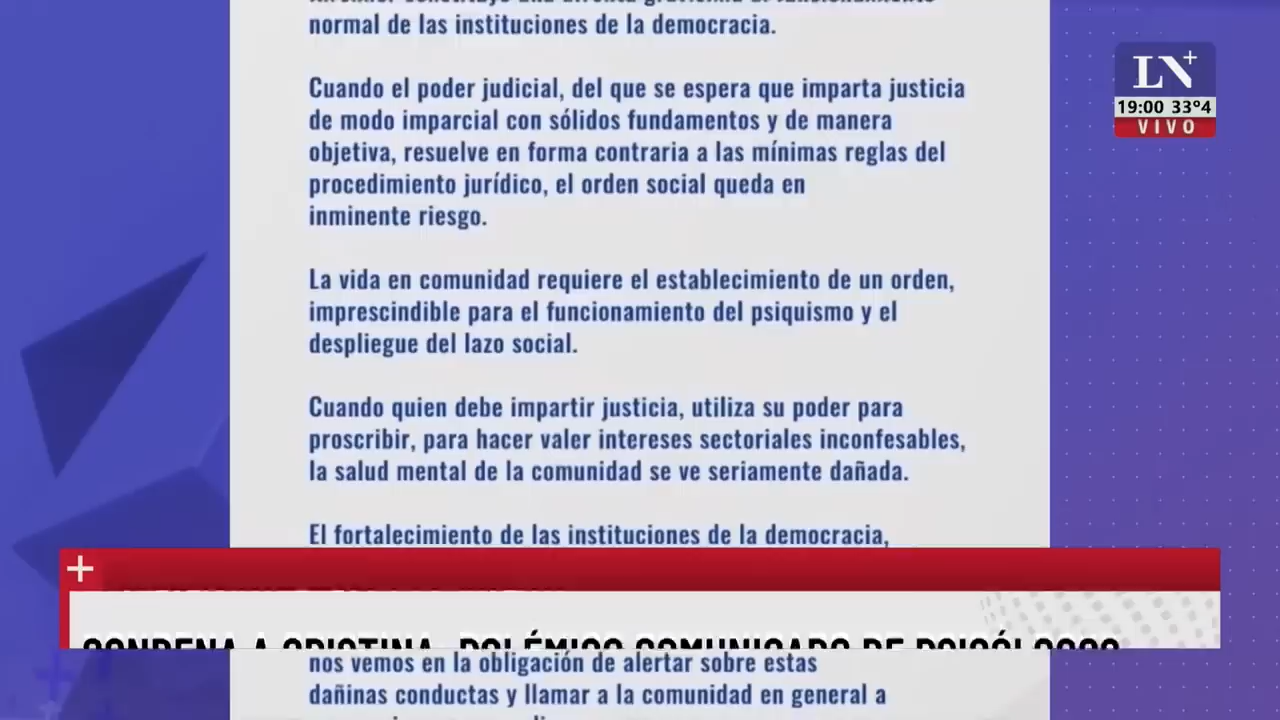 normal de las instituciones de la democracia.
Cuando el poder judicial, del que se espera que imparta justicia
de modo imparcial con sólidos fundamentos y de manera
objetiva, resuelve en forma contraria a las mínimas reglas del
procedimiento jurídico, el orden social queda en
inminente riesgo.
La vida en comunidad requiere el establecimiento de un orden,
imprescindible para el funcionamiento del psiquismo y el
despliegue del lazo social.
Cuando quien debe impartir justicia, utiliza su poder para
proscribir, para hacer valer intereses sectoriales inconfesables,
la salud mental de la comunidad se ve seriamente dañada.
El fortalecimiento de las instituciones de la democracia,
CONDENA A CRISTINA: POLÉMICO COMUNICADO DE PSICÓLOGOS
nos vemos en la obligación de alertar sobre estas
dañinas conductas y llamar a la comunidad en general a
LN+
19:00 33°4
VIVO